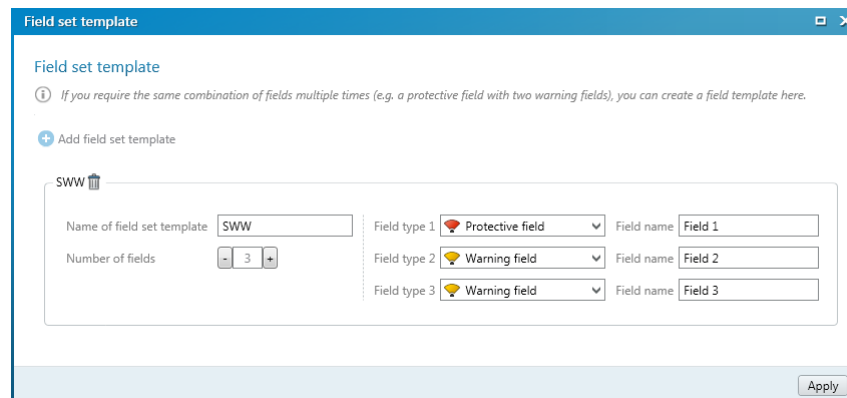 Field set template
Field set template
If you require the same combination of fields multiple times (e.g. a protective field with two warning fields), you can create a field template here.
Add field set template
SWW
Name of field set template SWW Field type 1 Protective field Field name Field 1
Number of fields - 3 + Field type 2 Warning field Field name Field 2
Field type 3 Warning field Field name Field 3
Apply